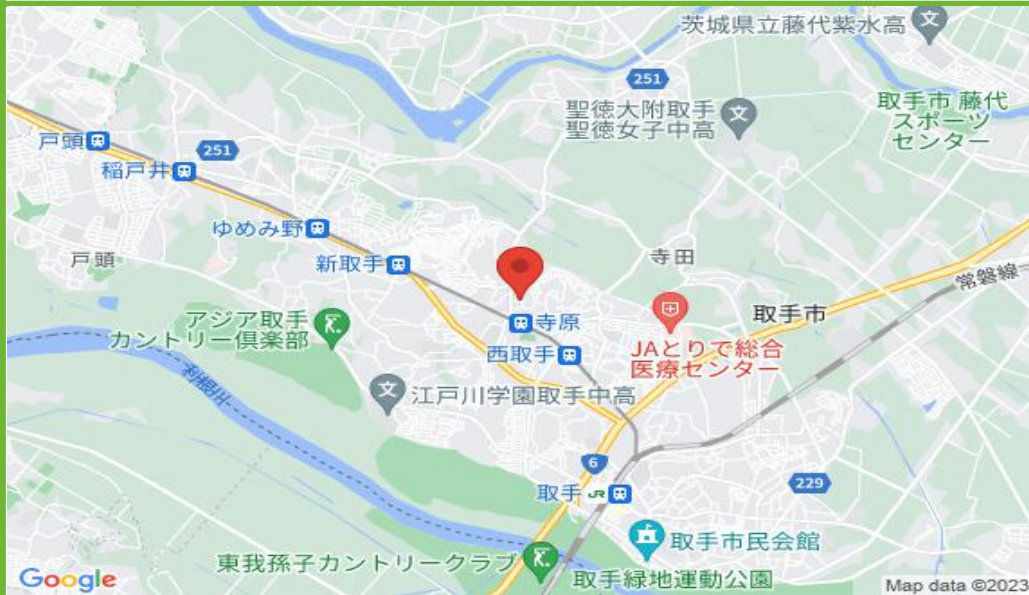 茨城県立藤代紫水高
251
聖徳大附取手
聖徳女子中高
取手市 藤代
スポーツ
センター
戸頭
251
稲戸井
ゆめみ野
戸頭
新取手
寺田
常磐線
アジア取手
カントリー倶楽部
寺原
取手市
西取手
JAとりで総合
医療センター
利根川
江戸川学園取手中高
6
229
取手
JR
取手市民会館
東我孫子カントリークラブ
取手緑地運動公園
Google
Map data ©2023
文
文
文